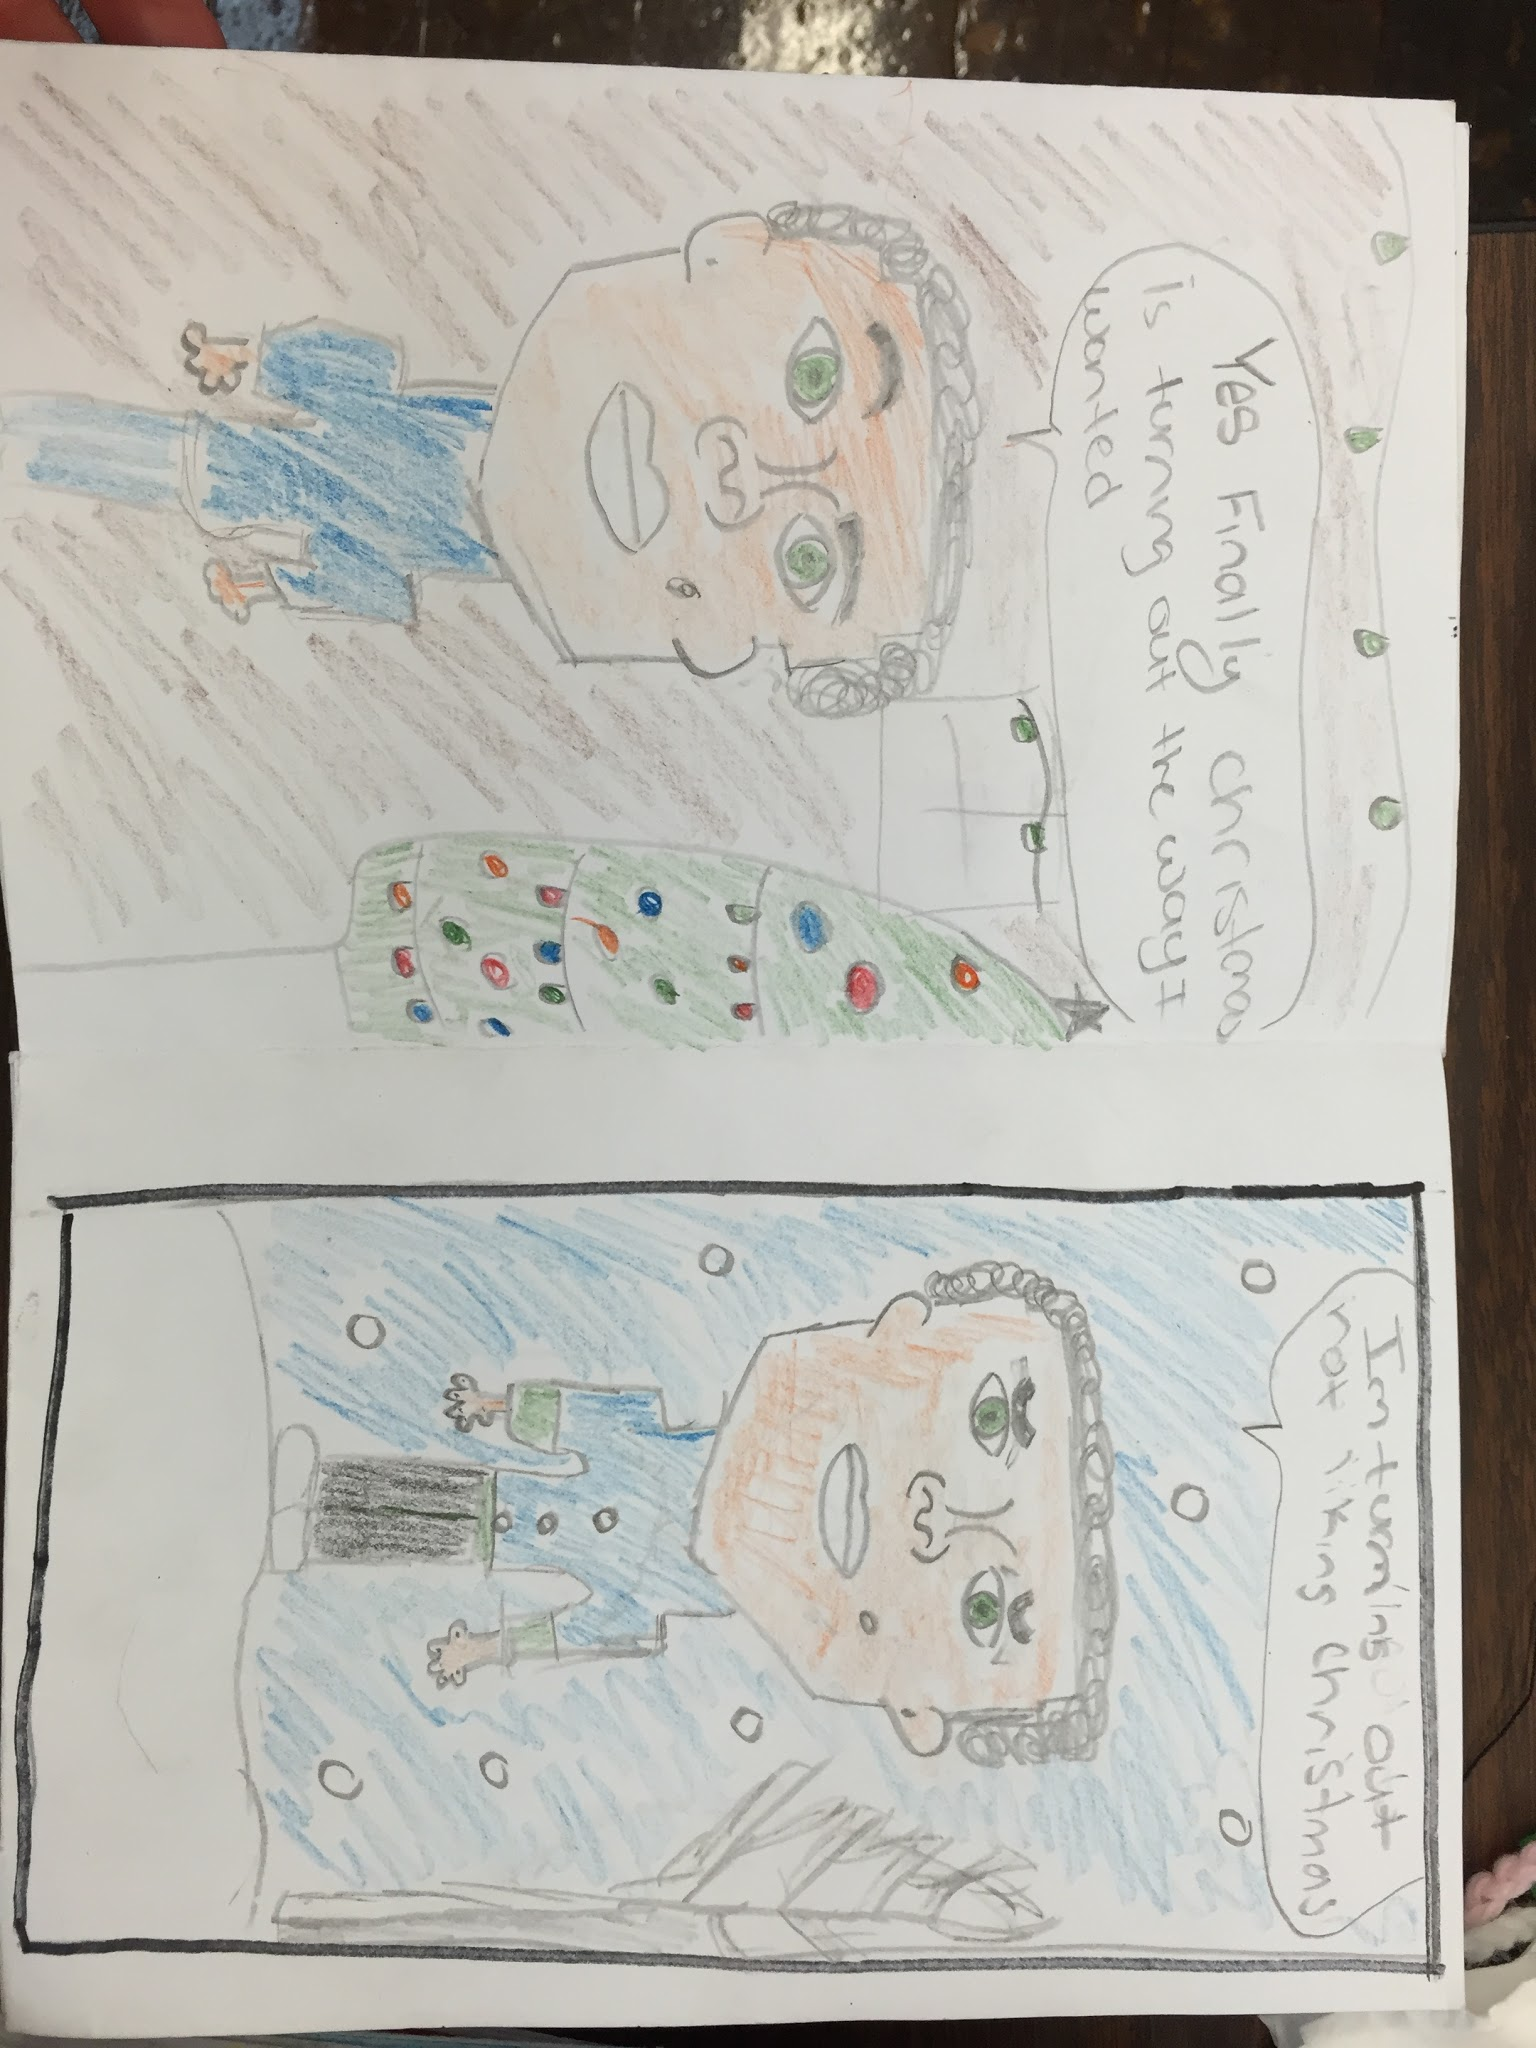 Yes Finally Christmas
is turning out the way I
wanted
Im turning out
not liking Christmas